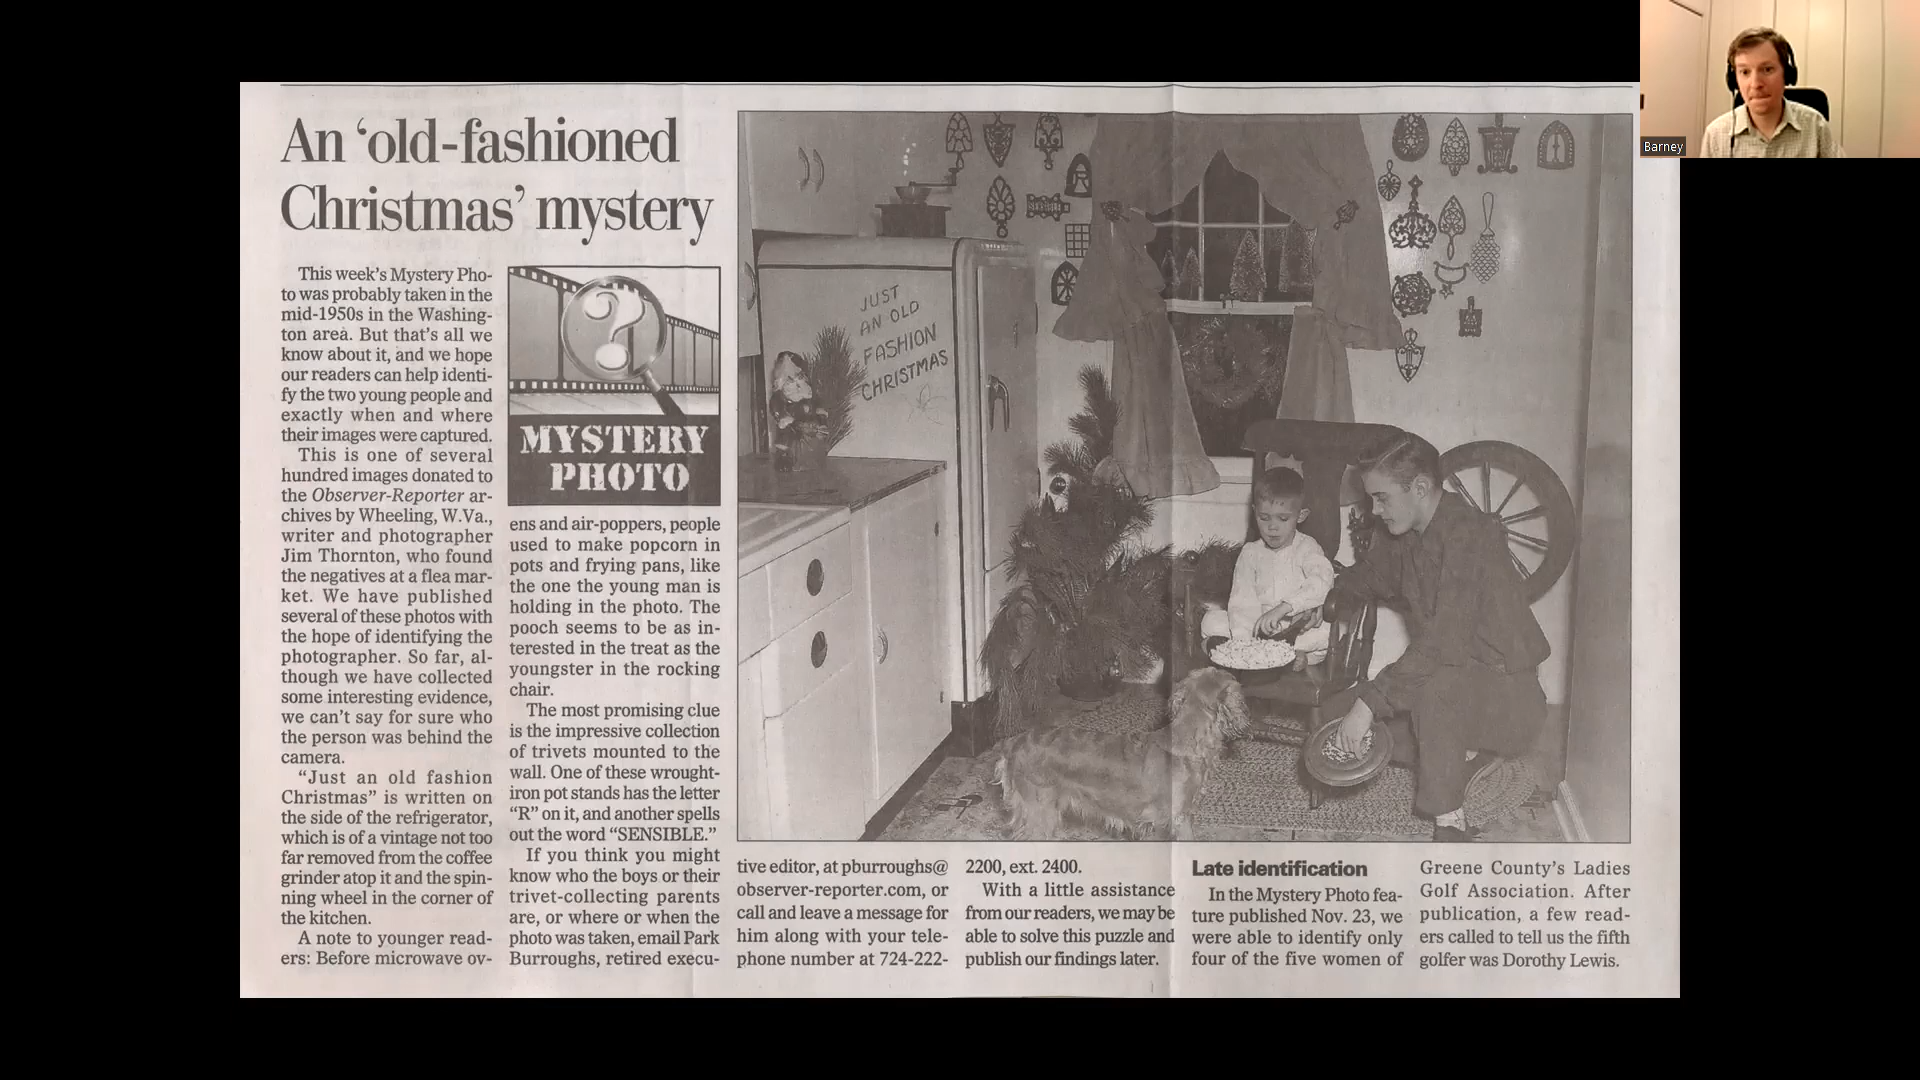 An ‘old-fashioned
Christmas’ mystery
This week’s Mystery Pho-
to was probably taken in the
mid-1950s in the Washing-
ton area. But that’s all we
know about it, and we hope
our readers can help identi-
fy the two young people and
exactly when and where
their images were captured.
This is one of several
hundred images donated to
the Observer-Reporter ar-
chives by Wheeling, W.Va.,
writer and photographer
Jim Thornton, who found
the negatives at a flea mar-
ket. We have published
several of these photos with
the hope of identifying the
photographer. So far, al-
though we have collected
some interesting evidence,
we can’t say for sure who
the person was behind the
camera.
“Just an old fashion
Christmas” is written on
the side of the refrigerator,
which is of a vintage not too
far removed from the coffee
grinder atop it and the spin-
ning wheel in the corner of
the kitchen.
A note to younger read-
ers: Before microwave ov-
?
MYSTERY
PHOTO
ens and air-poppers, people
used to make popcorn in
pots and frying pans, like
the one the young man is
holding in the photo. The
pooch seems to be as in-
terested in the treat as the
youngster in the rocking
chair.
The most promising clue
is the impressive collection
of trivets mounted to the
wall. One of these wrought-
iron pot stands has the letter
“R” on it, and another spells
out the word “SENSIBLE.”
If you think you might
know who the boys or their
trivet-collecting parents
are, or where or when the
photo was taken, email Park
Burroughs, retired execu-
JUST
AN OLD
FASHION
CHRISTMAS
R
tive editor, at pburroughs@
observer-reporter.com, or
call and leave a message for
him along with your tele-
phone number at 724-222-
2200, ext. 2400.
With a little assistance
from our readers, we may be
able to solve this puzzle and
publish our findings later.
Late identification
In the Mystery Photo fea-
ture published Nov. 23, we
were able to identify only
four of the five women of
Greene County’s Ladies
Golf Association. After
publication, a few read-
ers called to tell us the fifth
golfer was Dorothy Lewis.
Barney